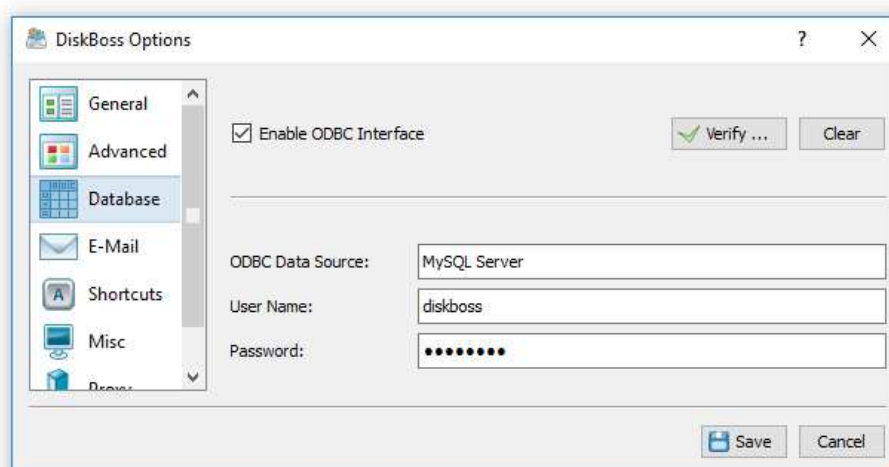 DiskBoss Options
?
General
Advanced
Database
E-Mail
Shortcuts
Misc
Proxy
Enable ODBC Interface
Verify ...
Clear
ODBC Data Source:
MySQL Server
User Name:
diskboss
Password:
••••••••
Save
Cancel